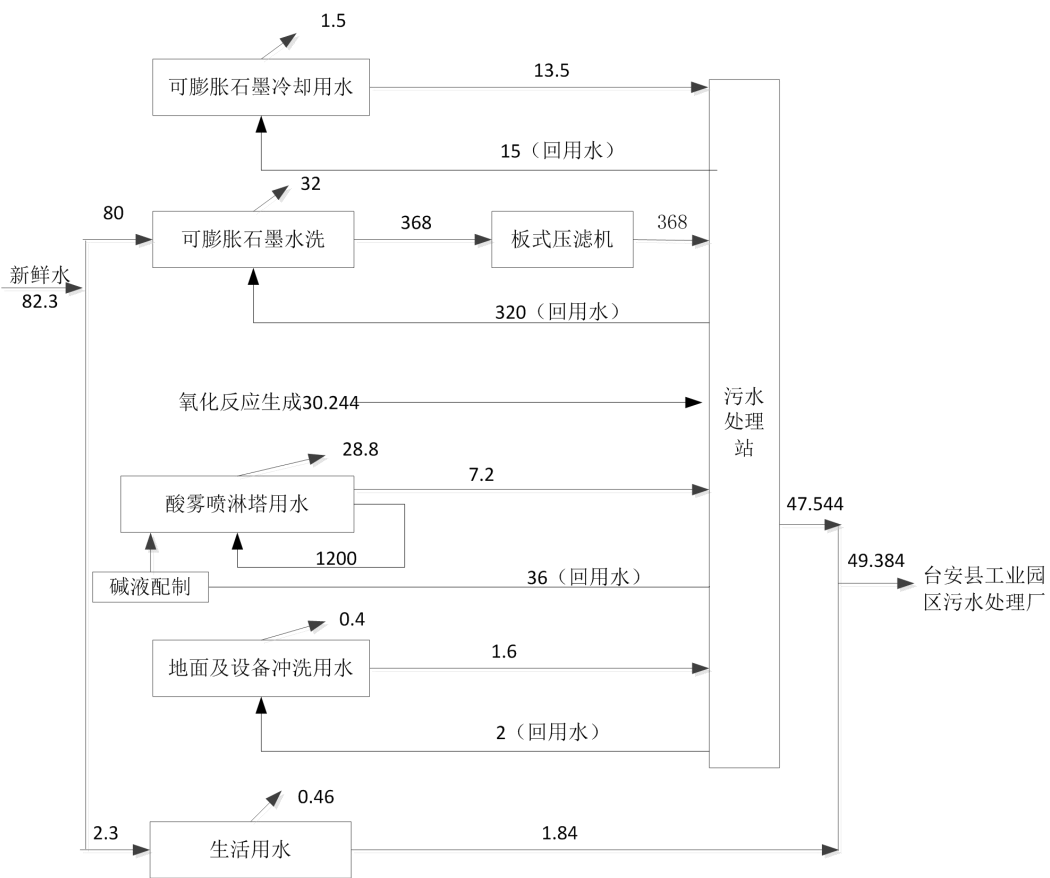 1.5
可膨胀石墨冷却用水
13.5
15（回用水）
32
80
可膨胀石墨水洗
368
板式压滤机
368
新鲜水
82.3
320（回用水）
氧化反应生成30.244
污水
处理
站
28.8
酸雾喷淋塔用水
7.2
1200
碱液配制
36（回用水）
47.544
49.384
台安县工业园
区污水处理厂
0.4
地面及设备冲洗用水
1.6
2（回用水）
0.46
2.3
生活用水
1.84